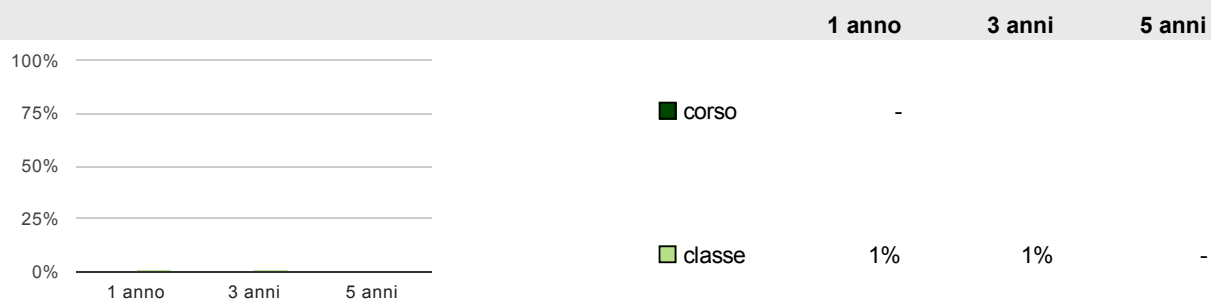 1 anno 3 anni 5 anni
100%
75%
50%
25%
0%
1 anno 3 anni 5 anni
corso -
classe 1% 1% -